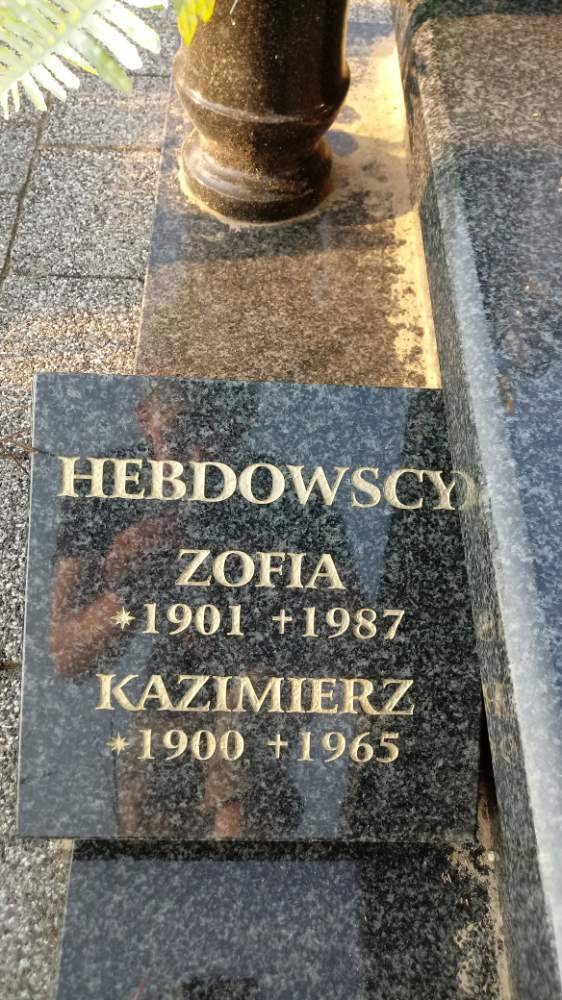 HEBDOWSCY
ZOFIA
*1901 +1987
KAZIMIERZ
*1900 +1965